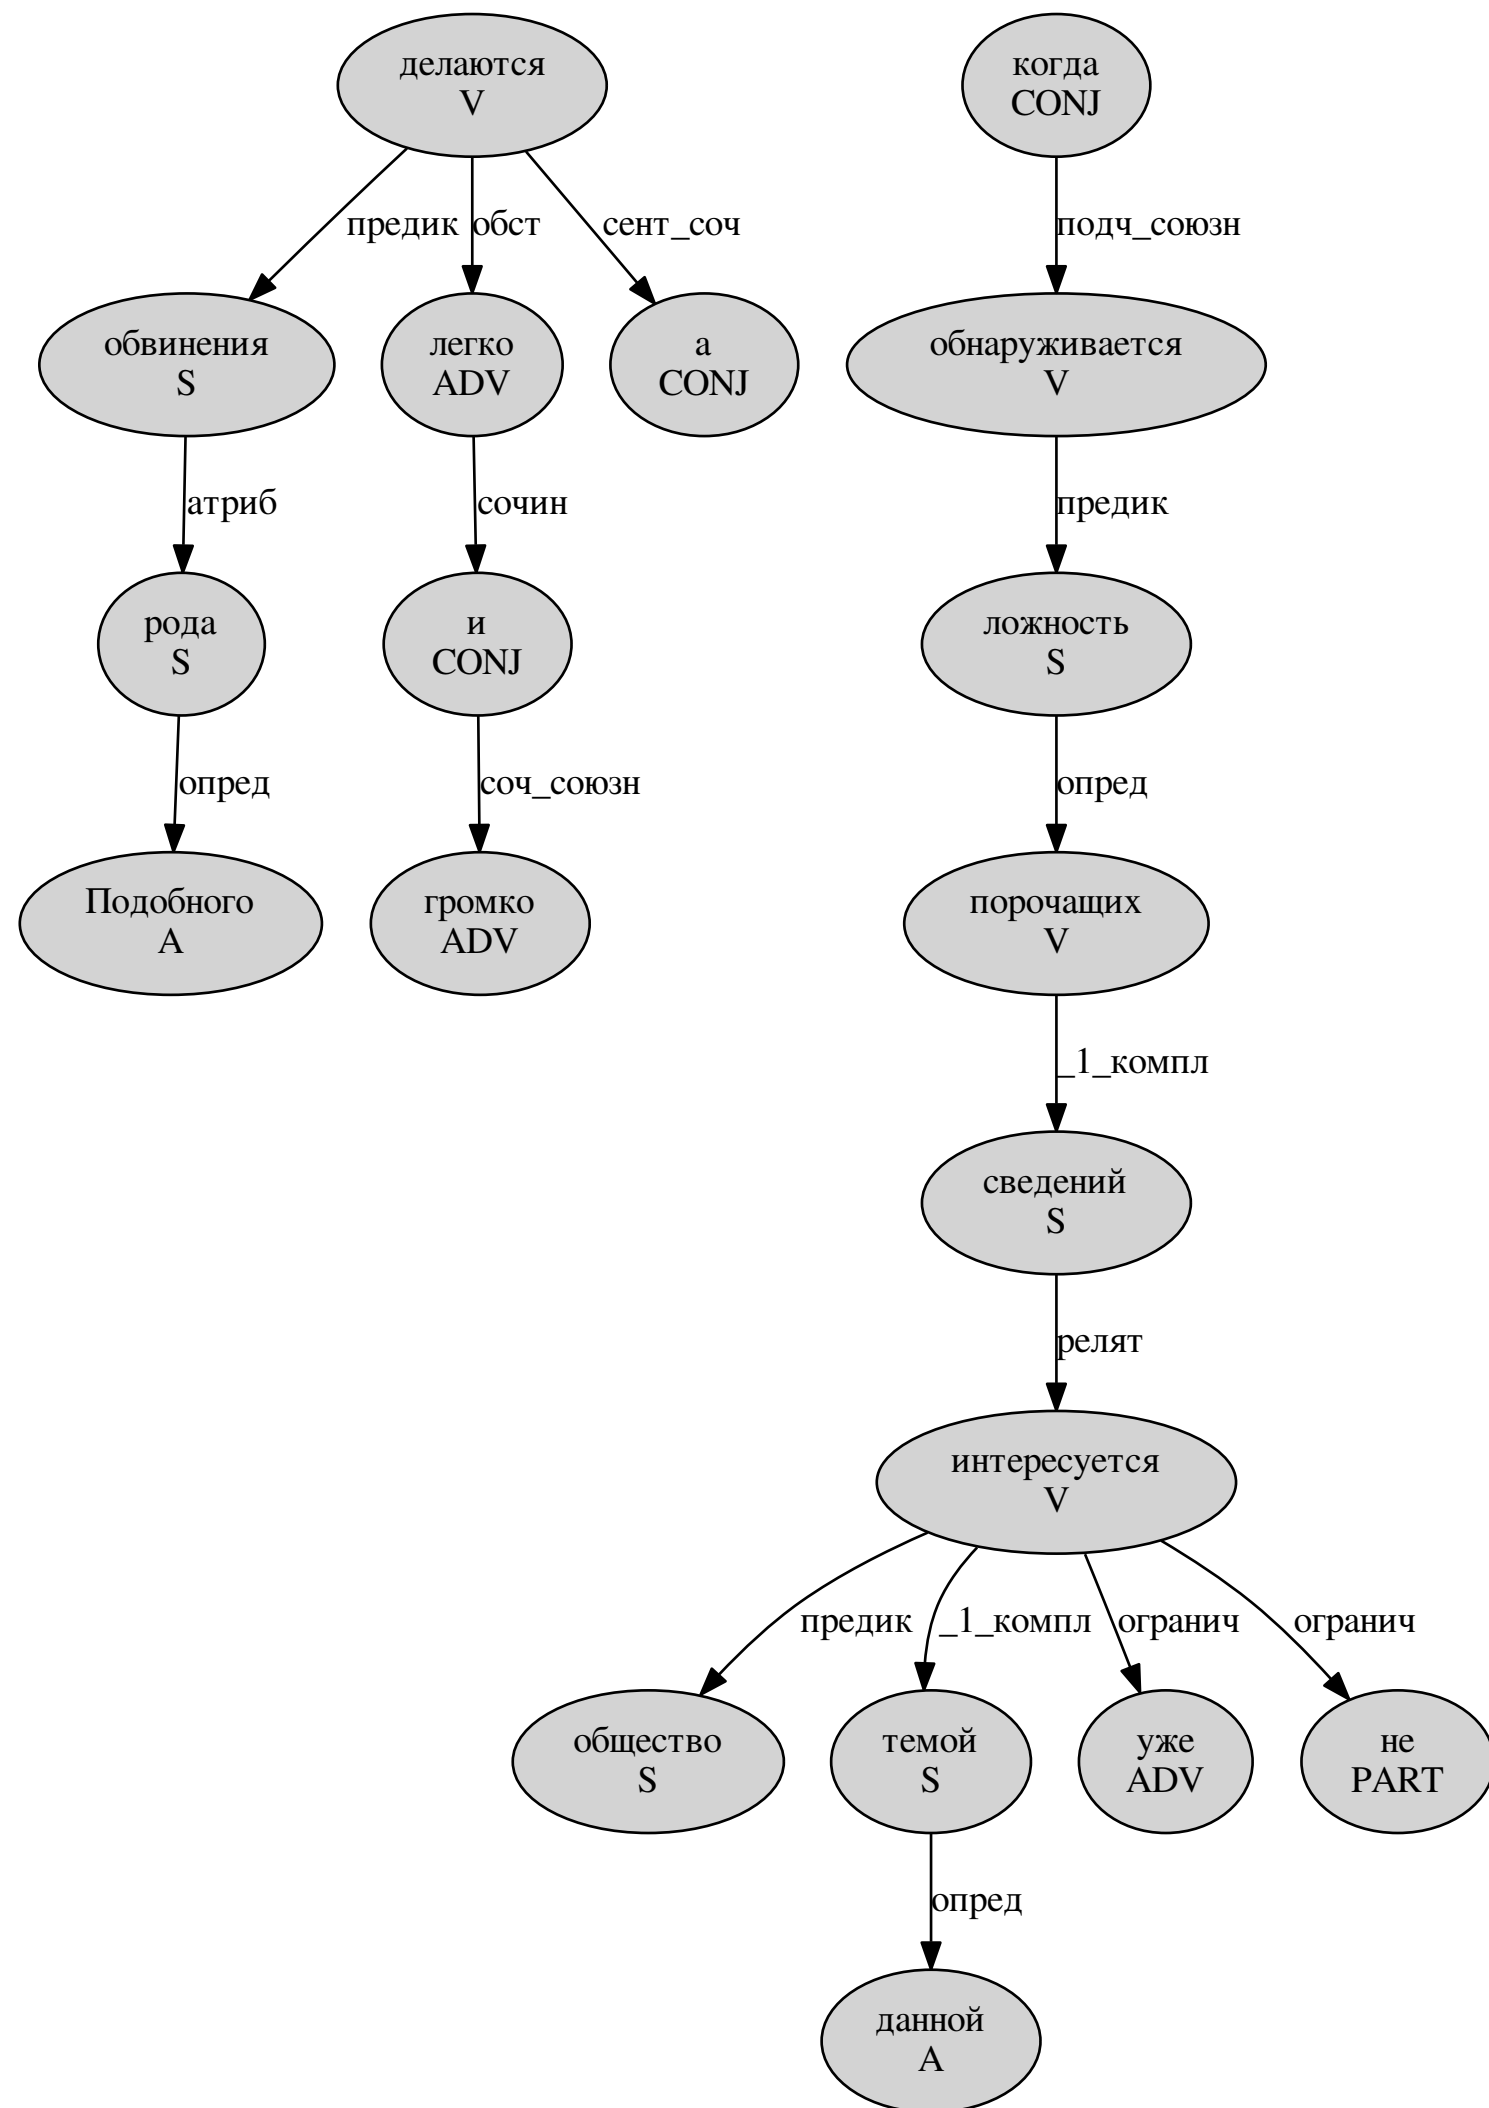 делаются
V
когда
CONJ
предик
обст
сент_соч
подч_союзн
обвинения
S
легко
ADV
а
CONJ
обнаруживается
V
атриб
сочин
предик
рода
S
и
CONJ
ложность
S
опред
соч_союзн
опред
Подобного
A
громко
ADV
порочащих
V
_1_компл
сведений
S
релят
интересуется
V
предик
_1_компл
огранич
огранич
общество
S
темой
S
уже
ADV
не
PART
опред
данной
A